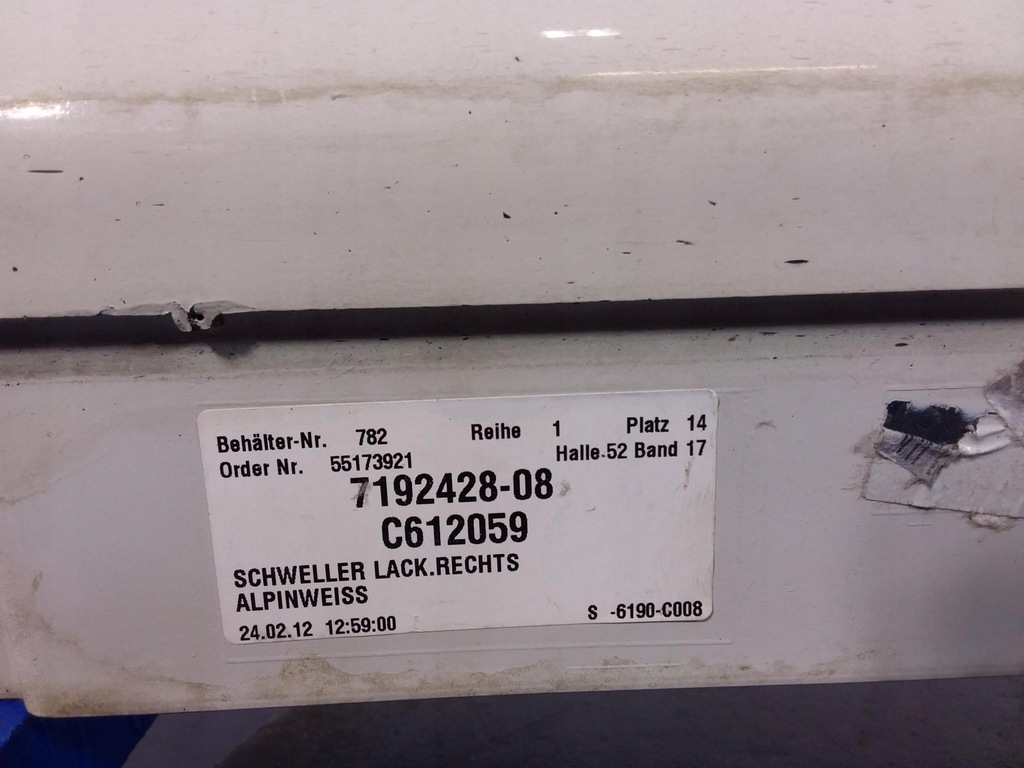 Behälter-Nr. 782 Reihe 1 Platz 14
Order Nr. 55173921 Halle 52 Band 17
7192428-08
C612059
SCHWELLER LACK.RECHTS
ALPINWEISS
24.02.12 12:59:00 S -6190-C008